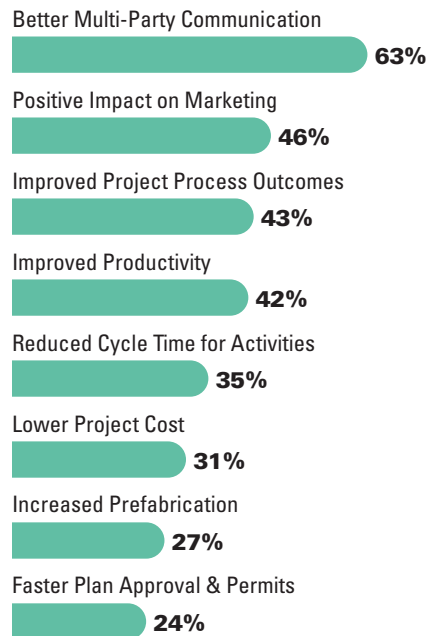 Better Multi-Party Communication
63%
Positive Impact on Marketing
46%
Improved Project Process Outcomes
43%
Improved Productivity
42%
Reduced Cycle Time for Activities
35%
Lower Project Cost
31%
Increased Prefabrication
27%
Faster Plan Approval & Permits
24%